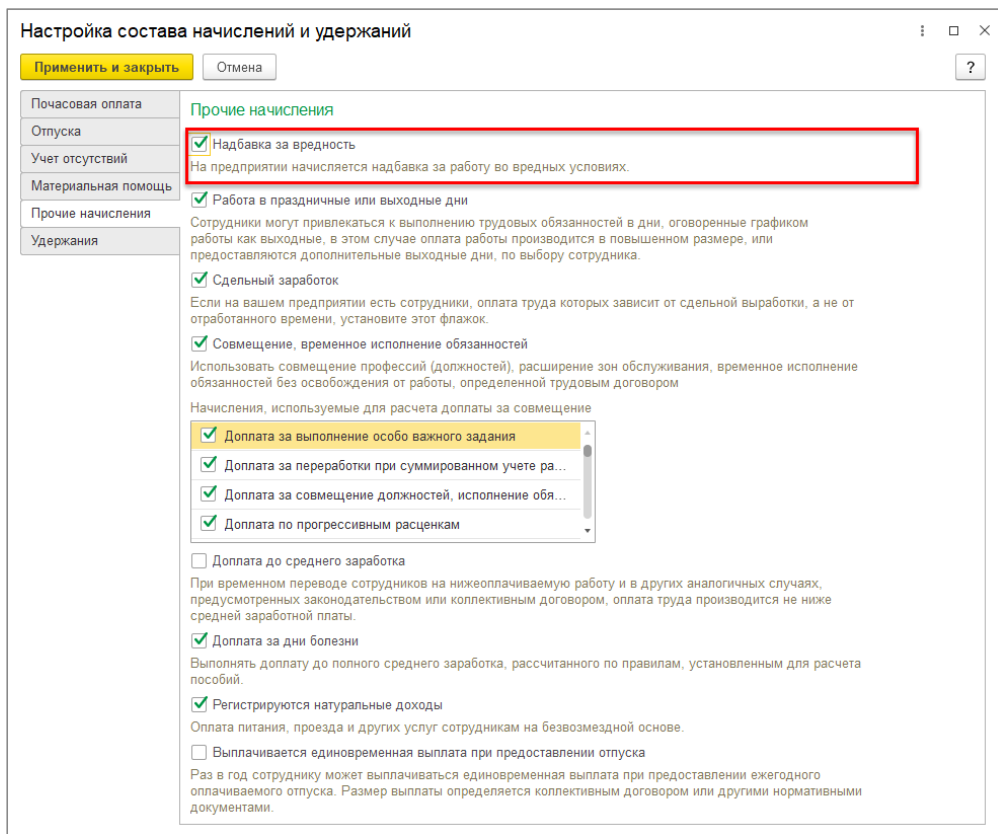 Настройка состава начислений и удержаний
Применить и закрыть
Отмена
?
Почасовая оплата
Отпуска
Учет отсутствий
Материальная помощь
Прочие начисления
Удержания
Прочие начисления
Надбавка за вредность
На предприятии начисляется надбавка за работу во вредных условиях.
Работа в праздничные или выходные дни
Сотрудники могут привлекаться к выполнению трудовых обязанностей в дни, оговоренные графиком
работы как выходные, в этом случае оплата работы производится в повышенном размере, или
предоставляются дополнительные выходные дни, по выбору сотрудника.
Сдельный заработок
Если на вашем предприятии есть сотрудники, оплата труда которых зависит от сдельной выработки, а не от
отработанного времени, установите этот флажок.
Совмещение, временное исполнение обязанностей
Использовать совмещение профессий (должностей), расширение зон обслуживания, временное исполнение
обязанностей без освобождения от работы, определенной трудовым договором
Начисления, используемые для расчета доплаты за совмещение
Доплата за выполнение особо важного задания
Доплата за переработки при суммированном учете ра...
Доплата за совмещение должностей, исполнение обя...
Доплата по прогрессивным расценкам
Доплата до среднего заработка
При временном переводе сотрудников на нижеоплачиваемую работу и в других аналогичных случаях,
предусмотренных законодательством или коллективным договором, оплата труда производится не ниже
средней заработной платы.
Доплата за дни болезни
Выполнять доплату до полного среднего заработка, рассчитанного по правилам, установленным для расчета
пособий.
Регистрируются натуральные доходы
Оплата питания, проезда и других услуг сотрудникам на безвозмездной основе.
Выплачивается единовременная выплата при предоставлении отпуска
Раз в год сотруднику может выплачиваться единовременная выплата при предоставлении ежегодного
оплачиваемого отпуска. Размер выплаты определяется коллективным договором или другими нормативными
документами.